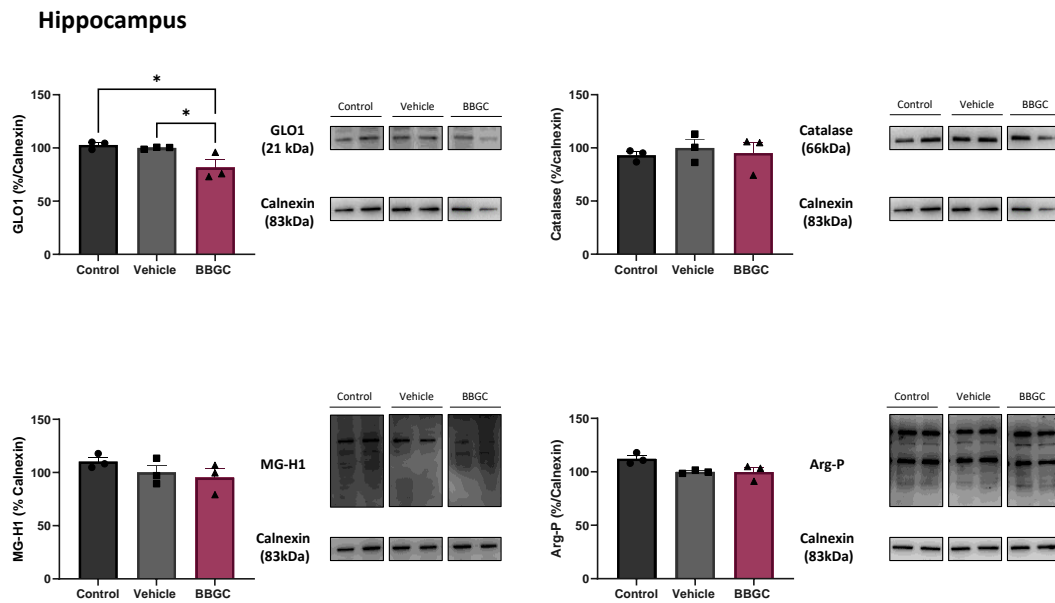 Hippocampus
GLO1 (%/Calnexin)
150
100
50
0
*
*
Control
Vehicle
BBGC
Control
Vehicle
BBGC
GLO1
(21 kDa)
Calnexin
(83kDa)
Catalase (%/calnexin)
150
100
50
0
Control
Vehicle
BBGC
Control
Vehicle
BBGC
Catalase
(66kDa)
Calnexin
(83kDa)
MG-H1 (% Calnexin)
150
100
50
0
Control
Vehicle
BBGC
Control
Vehicle
BBGC
MG-H1
Calnexin
(83kDa)
Arg-P (%/Calnexin)
150
100
50
0
Control
Vehicle
BBGC
Control
Vehicle
BBGC
Arg-P
Calnexin
(83kDa)